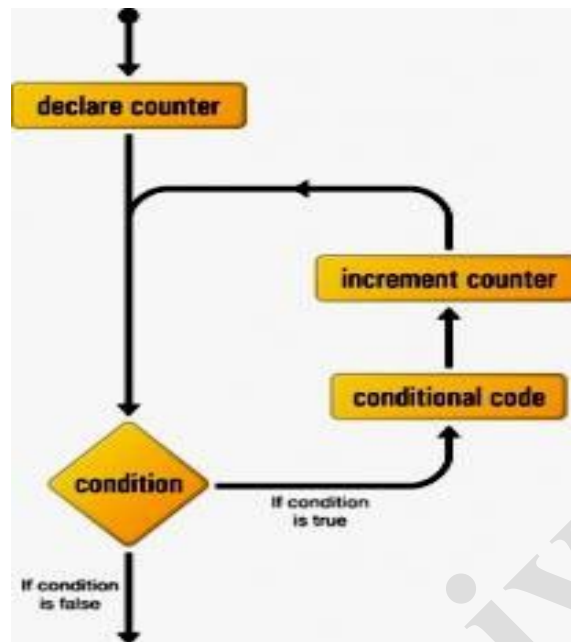 declare counter
increment counter
conditional code
condition
If condition
is true
If condition
is false